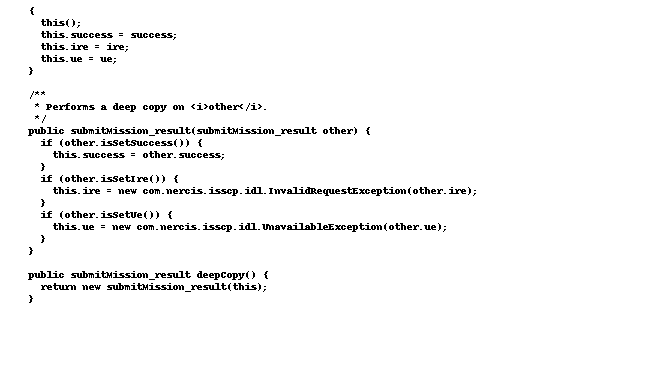 {
  this();
  this.success = success;
  this.ire = ire;
  this.ue = ue;
}

/**
 * Performs a deep copy on <i>other</i>.
 */
public submitMission_result(submitMission_result other) {
  if (other.isSetSuccess()) {
    this.success = other.success;
  }
  if (other.isSetIre()) {
    this.ire = new com.nercis.isscp.idl.InvalidRequestException(other.ire);
  }
  if (other.isSetUe()) {
    this.ue = new com.nercis.isscp.idl.UnavailableException(other.ue);
  }
}

public submitMission_result deepCopy() {
  return new submitMission_result(this);
}